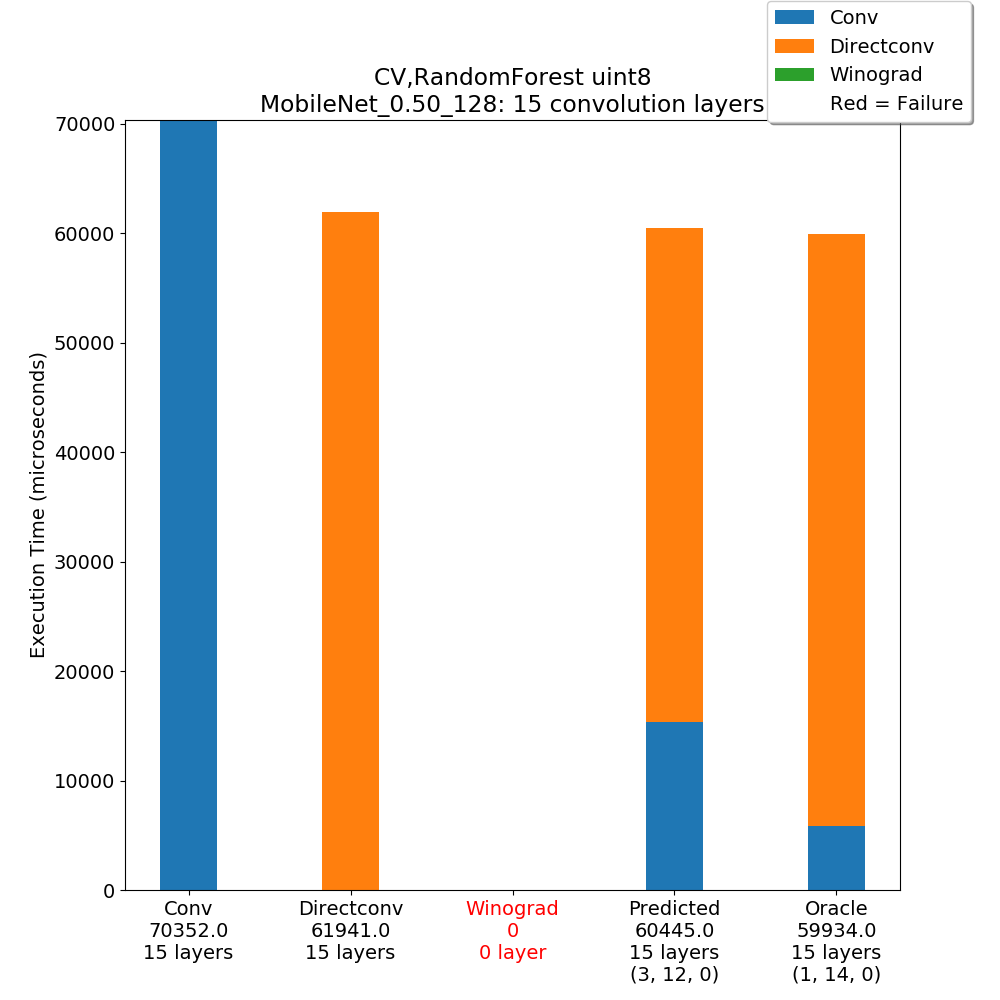 Conv
Directconv
Winograd
Red = Failure
CV,RandomForest uint8
MobileNet_0.50_128: 15 convolution layers
Execution Time (microseconds)
70000
60000
50000
40000
30000
20000
10000
0
Conv
70352.0
15 layers
Directconv
61941.0
15 layers
Winograd
0
0 layer
Predicted
60445.0
15 layers
(3, 12, 0)
Oracle
59934.0
15 layers
(1, 14, 0)